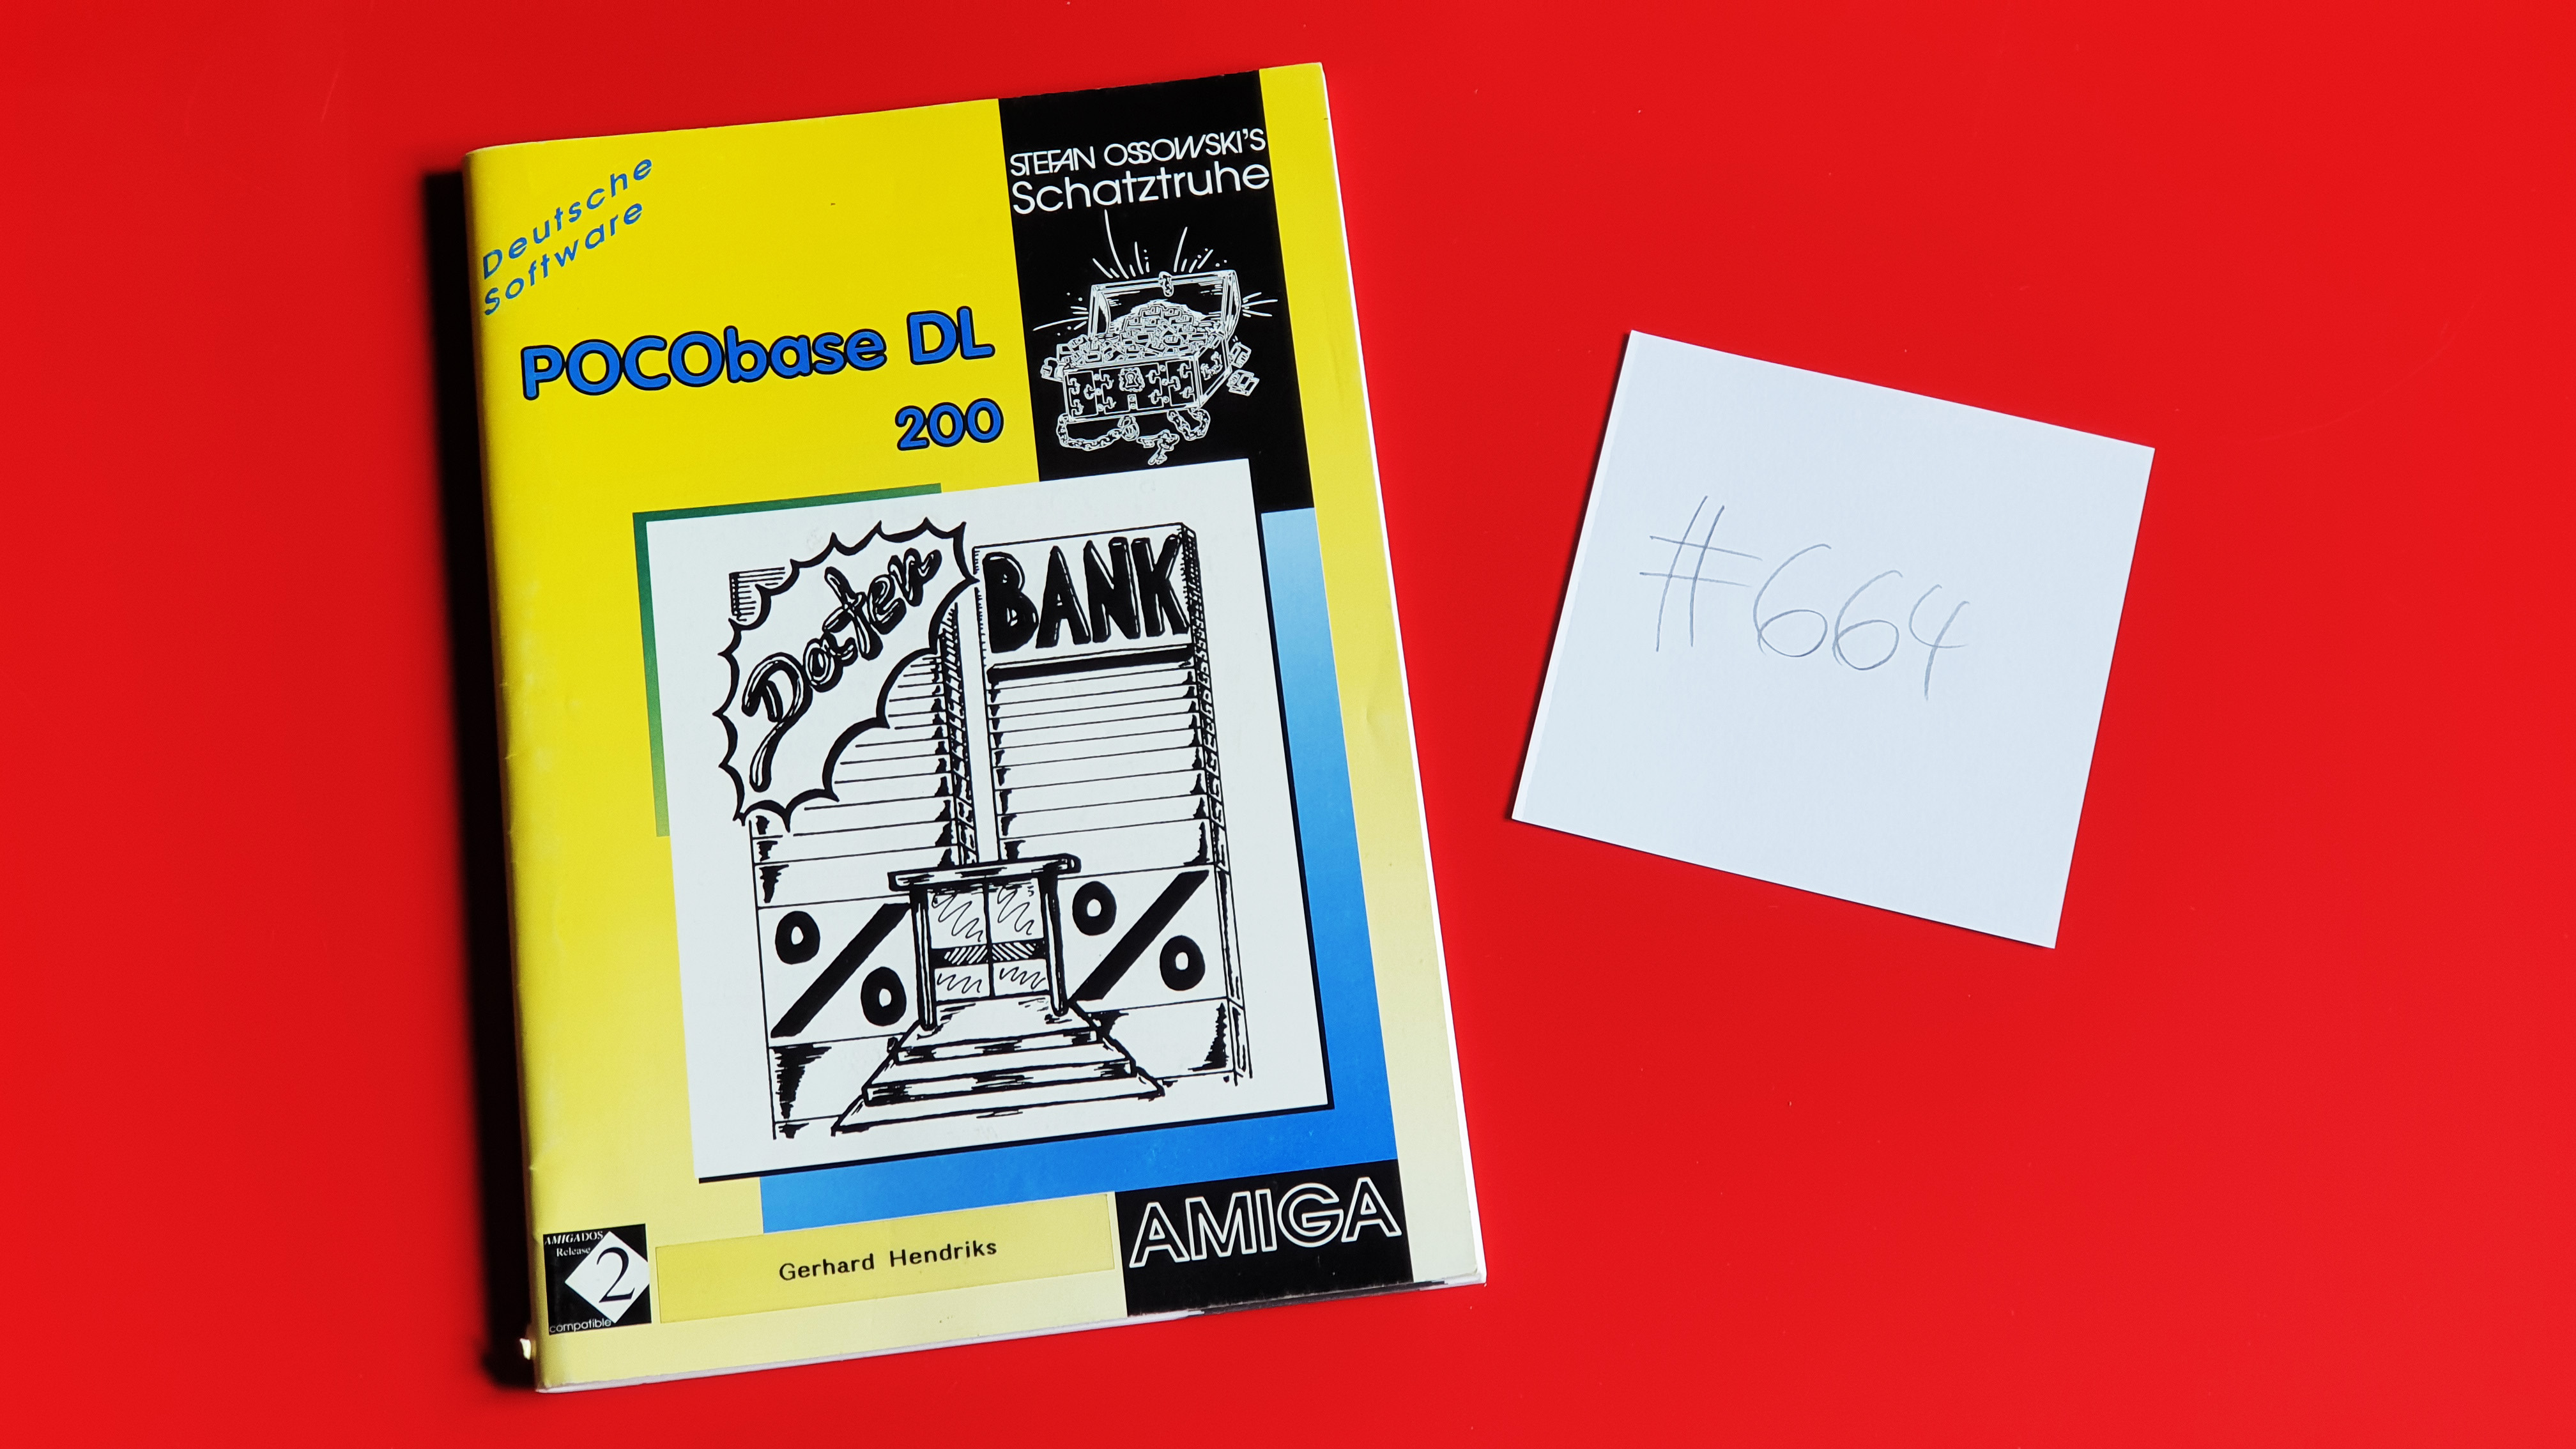 Deutsche
Software
STEFAN OSSOWSKI'S
Schatztruhe
POCObase DL
200
Daten
BANK
% %
AMIGADOS
Release
2
compatible
Gerhard Hendriks
AMIGA
#664